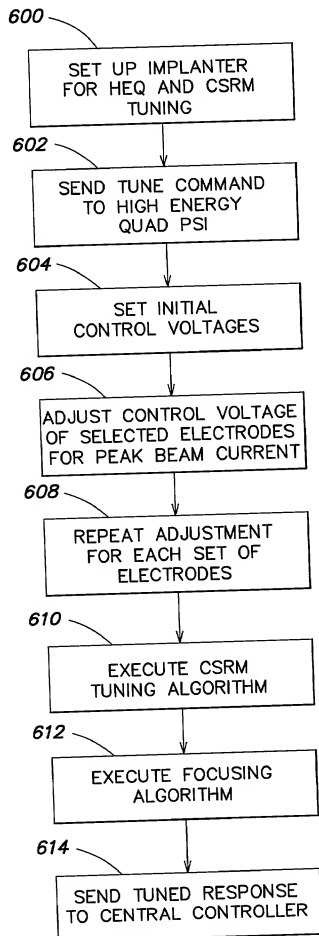 600
SET UP IMPLANTER
FOR HEQ AND CSRM
TUNING
602
SEND TUNE COMMAND
TO HIGH ENERGY
QUAD PSI
604
SET INITIAL
CONTROL VOLTAGES
606
ADJUST CONTROL VOLTAGE
OF SELECTED ELECTRODES
FOR PEAK BEAM CURRENT
608
REPEAT ADJUSTMENT
FOR EACH SET OF
ELECTRODES
610
EXECUTE CSRM
TUNING ALGORITHM
612
EXECUTE FOCUSING
ALGORITHM
614
SEND TUNED RESPONSE
TO CENTRAL CONTROLLER